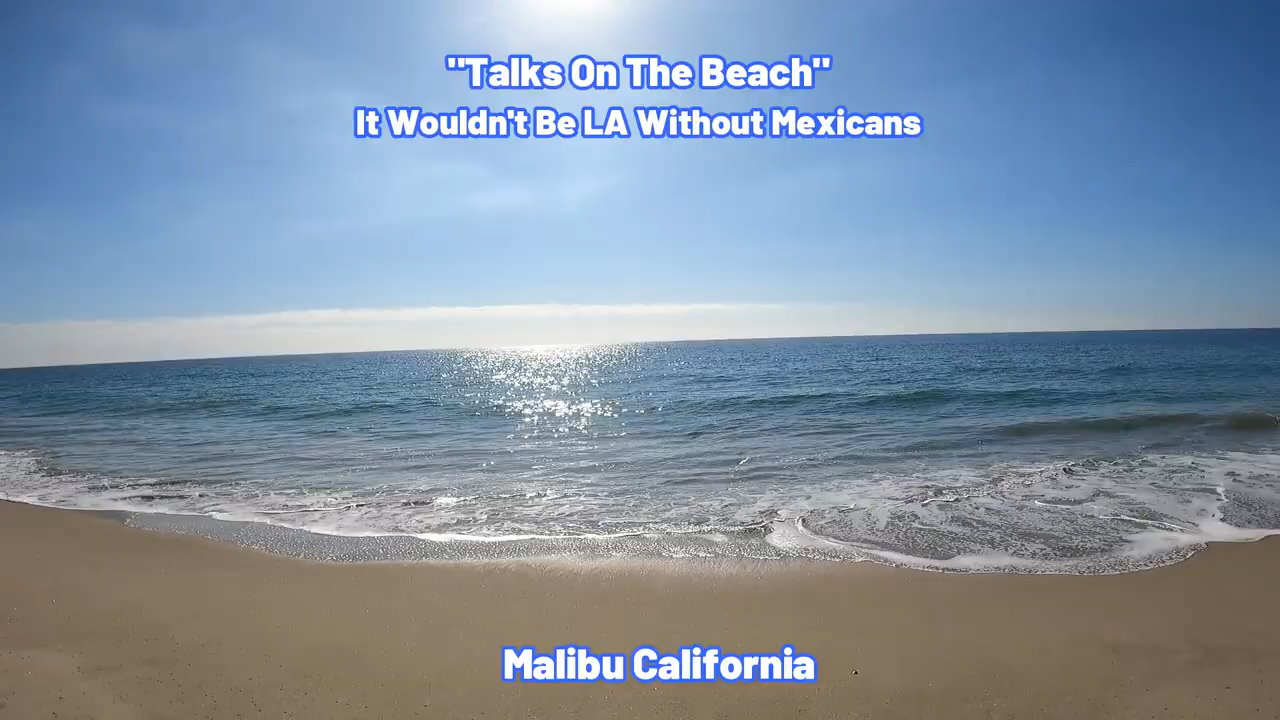 "Talks On The Beach"
It Wouldn't Be LA Without Mexicans
Malibu California